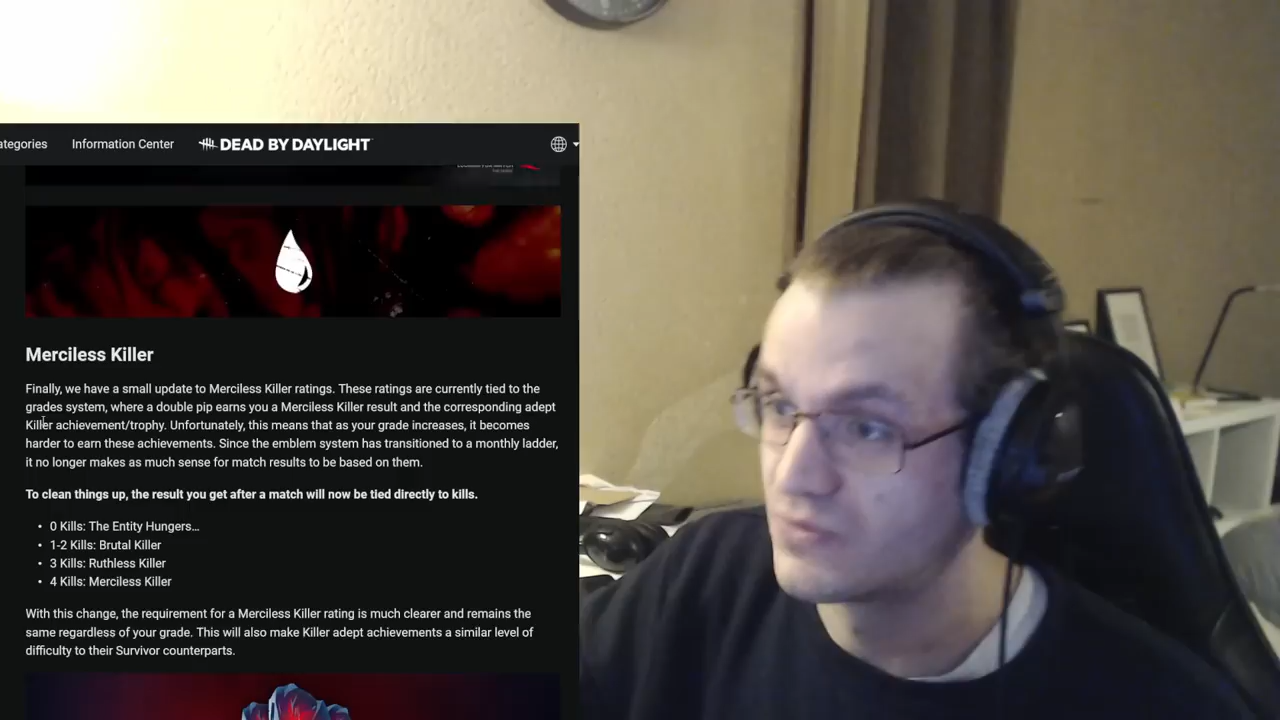 ategories Information Center DEAD BY DAYLIGHT
Merciless Killer
Finally, we have a small update to Merciless Killer ratings. These ratings are currently tied to the
grades system, where a double pip earns you a Merciless Killer result and the corresponding adept
Killer achievement/trophy. Unfortunately, this means that as your grade increases, it becomes
harder to earn these achievements. Since the emblem system has transitioned to a monthly ladder,
it no longer makes as much sense for match results to be based on them.
To clean things up, the result you get after a match will now be tied directly to kills.
• 0 Kills: The Entity Hungers…
• 1-2 Kills: Brutal Killer
• 3 Kills: Ruthless Killer
• 4 Kills: Merciless Killer
With this change, the requirement for a Merciless Killer rating is much clearer and remains the
same regardless of your grade. This will also make Killer adept achievements a similar level of
difficulty to their Survivor counterparts.